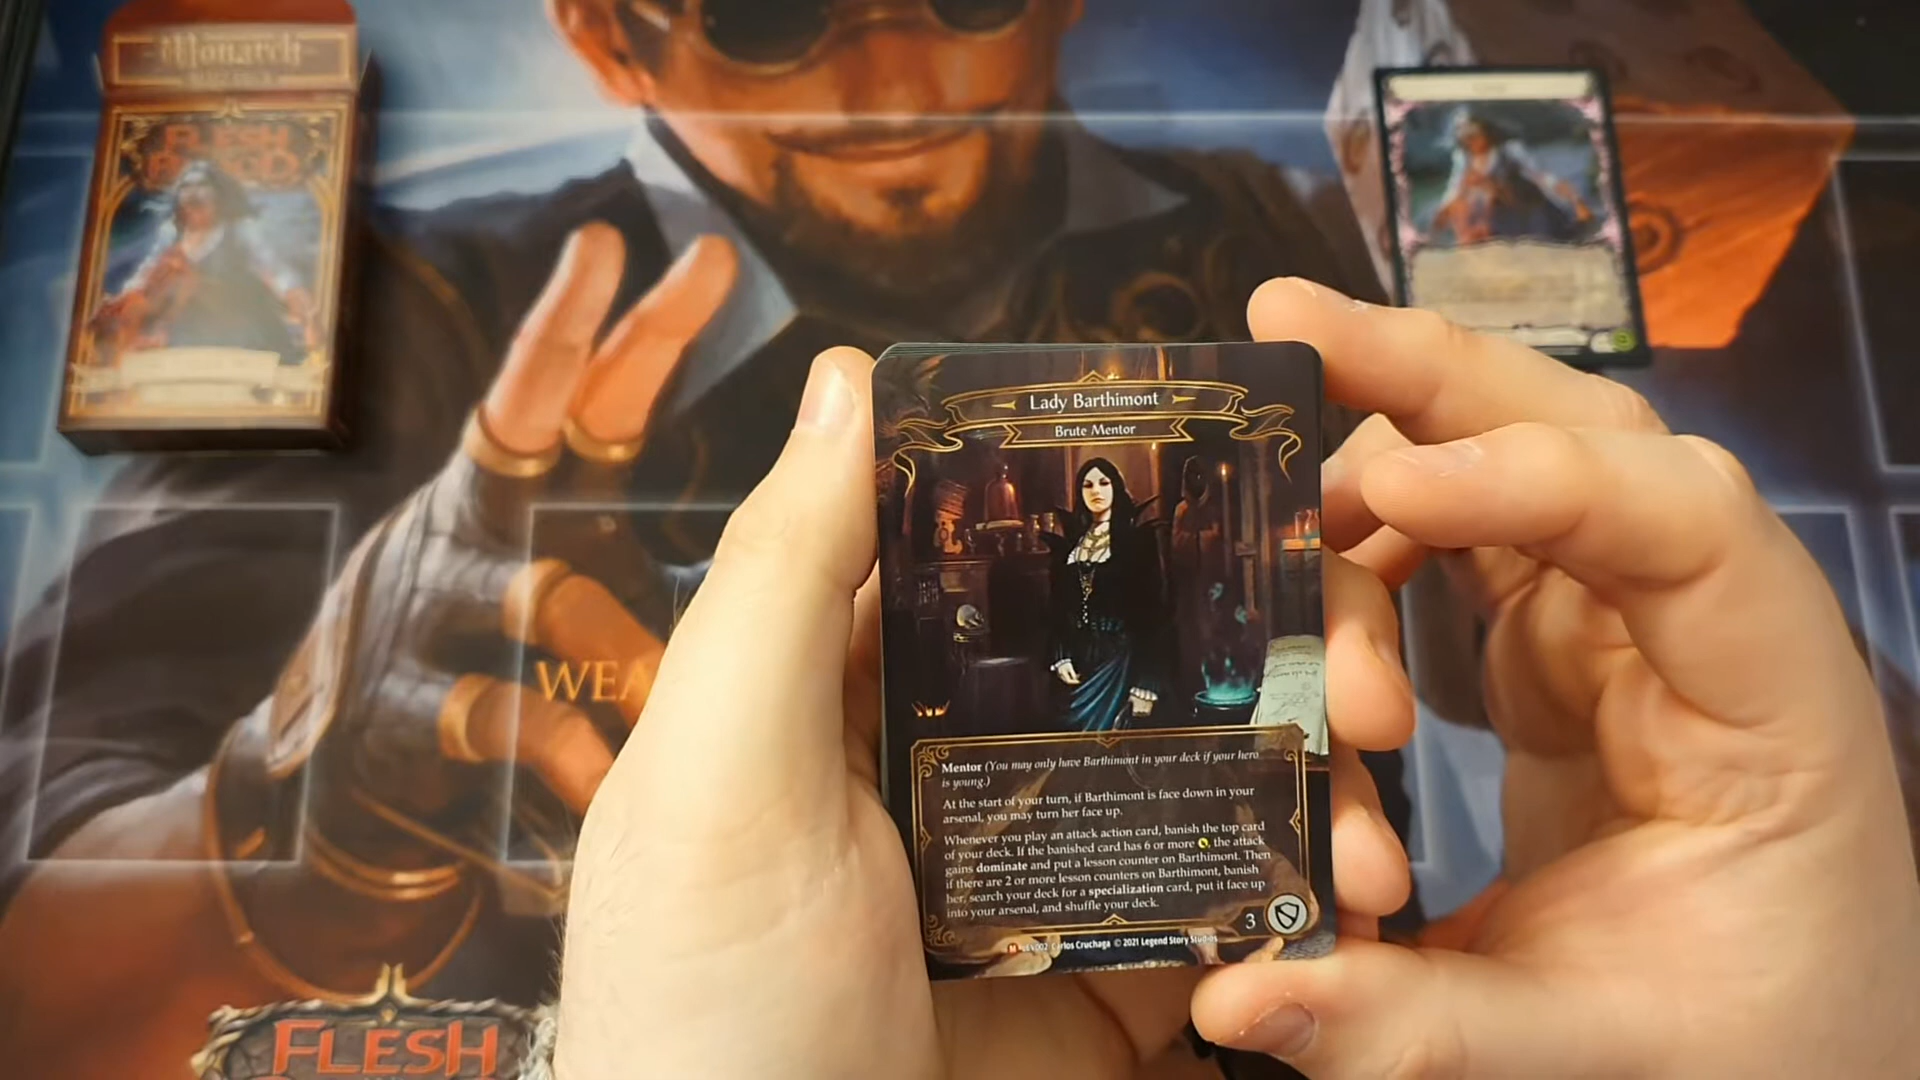 Monarch
FLESH
BLOOD
Lady Barthimont
Brute Mentor
WEA
Mentor (You may only have Barthimont in your deck if your hero
is young.)
At the start of your turn, if Barthimont is face down in your
arsenal, you may turn her face up.
Whenever you play an attack action card, banish the top card
of your deck. If the banished card has 6 or more , the attack
gains dominate and put a lesson counter on Barthimont. Then
if there are 2 or more lesson counters on Barthimont, banish
her, search your deck for a specialization card, put it face up
into your arsenal, and shuffle your deck.
3
M Carlos Cruchaga © 2021 Legend Story Studios
FLESH